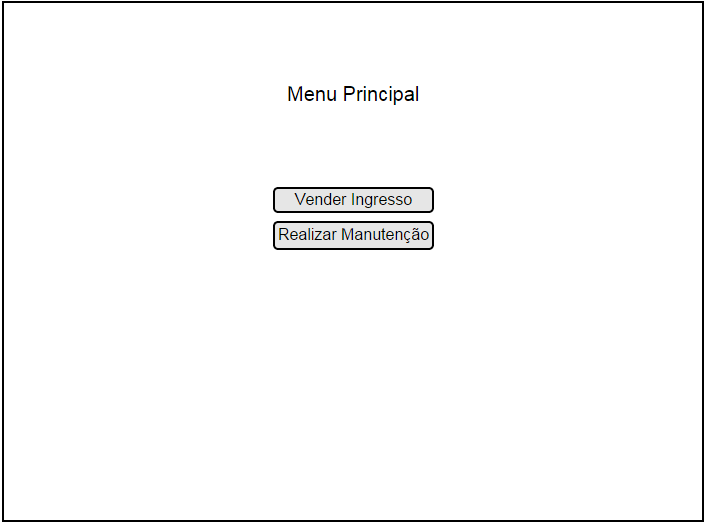 Menu Principal
Vender Ingresso
Realizar Manutenção